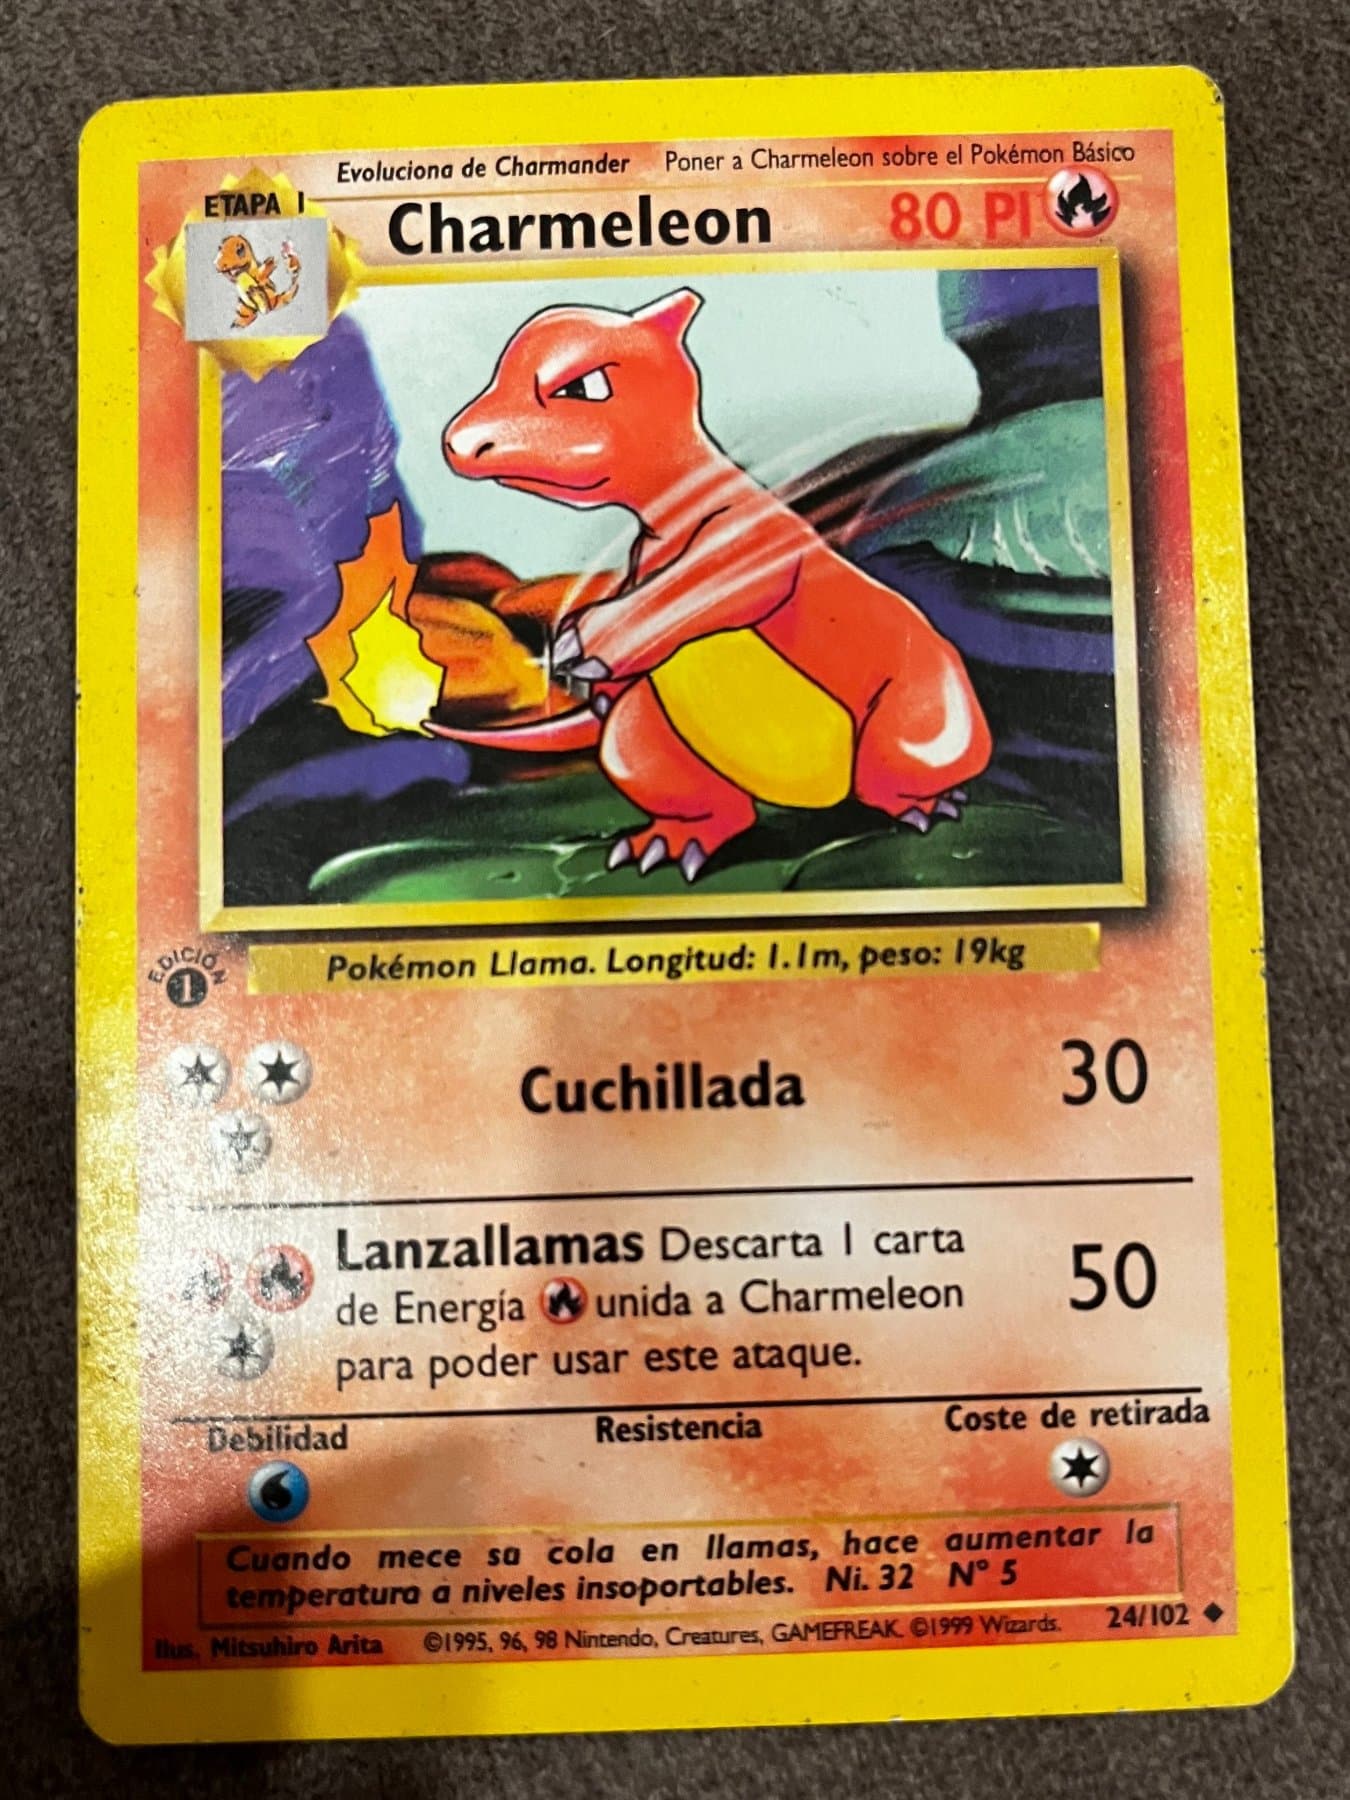 Evoluciona de Charmander Poner a Charmeleon sobre el Pokémon Básico
ETAPA 1
Charmeleon 80 PI
EDICIÓN
1
Pokémon Llama. Longitud: 1.1m, peso: 19kg
Cuchillada 30
Lanzallamas Descarta 1 carta
de Energía unida a Charmeleon
para poder usar este ataque.
50
Debilidad Resistencia Coste de retirada
Cuando mece sa cola en llamas, hace aumentar la
temperatura a niveles insoportables. Ni. 32 Nº 5
Ilus. Mitsuhiro Arita ©1995, 96, 98 Nintendo, Creatures, GAMEFREAK. ©1999 Wizards. 24/102